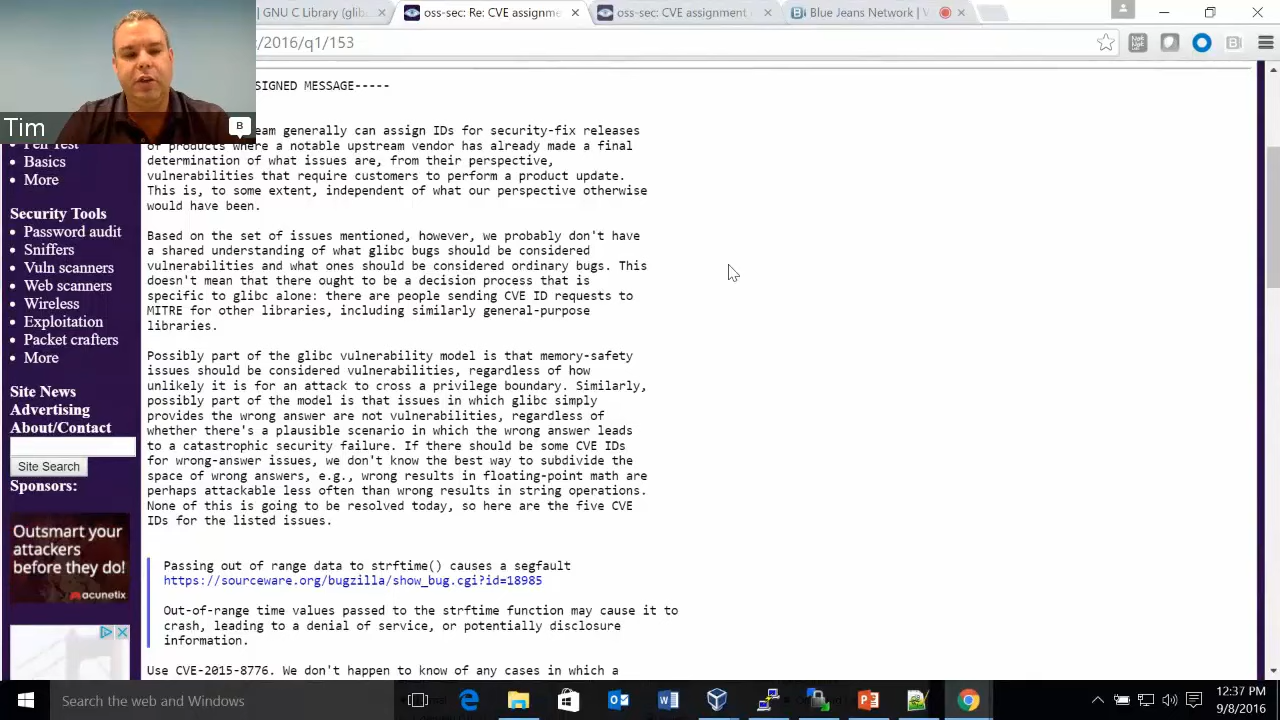 | GNU C Library (glib
oss-sec: Re: CVE assignme
oss-sec: CVE assignment
Blue Jeans Network | V
/2016/q1/153
SIGNED MESSAGE-----
Tim
B
eam generally can assign IDs for security-fix releases
of products where a notable upstream vendor has already made a final
determination of what issues are, from their perspective,
vulnerabilities that require customers to perform a product update.
This is, to some extent, independent of what our perspective otherwise
would have been.
Based on the set of issues mentioned, however, we probably don't have
a shared understanding of what glibc bugs should be considered
vulnerabilities and what ones should be considered ordinary bugs. This
doesn't mean that there ought to be a decision process that is
specific to glibc alone: there are people sending CVE ID requests to
MITRE for other libraries, including similarly general-purpose
libraries.
Possibly part of the glibc vulnerability model is that memory-safety
issues should be considered vulnerabilities, regardless of how
unlikely it is for an attack to cross a privilege boundary. Similarly,
possibly part of the model is that issues in which glibc simply
provides the wrong answer are not vulnerabilities, regardless of
whether there's a plausible scenario in which the wrong answer leads
to a catastrophic security failure. If there should be some CVE IDs
for wrong-answer issues, we don't know the best way to subdivide the
space of wrong answers, e.g., wrong results in floating-point math are
perhaps attackable less often than wrong results in string operations.
None of this is going to be resolved today, so here are the five CVE
IDs for the listed issues.
Passing out of range data to strftime() causes a segfault
https://sourceware.org/bugzilla/show_bug.cgi?id=18985
Out-of-range time values passed to the strftime function may cause it to
crash, leading to a denial of service, or potentially disclosure
information.
Use CVE-2015-8776. We don't happen to know of any cases in which a
Pen Test
Basics
More
Security Tools
Password audit
Sniffers
Vuln scanners
Web scanners
Wireless
Exploitation
Packet crafters
More
Site News
Advertising
About/Contact
Site Search
Sponsors:
Outsmart your
attackers
before they do!
acunetix
Search the web and Windows
12:37 PM
9/8/2016